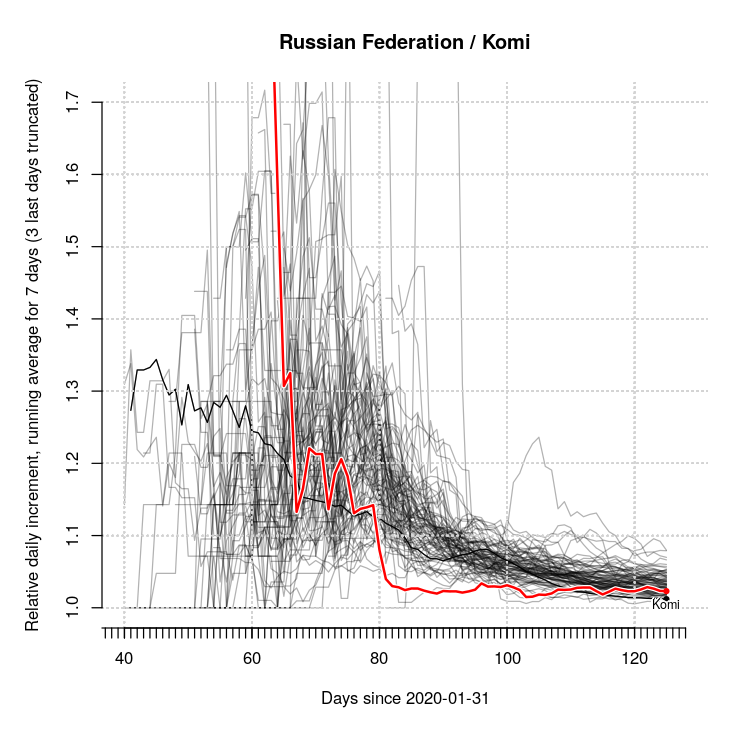 Russian Federation / Komi
Relative daily increment, running average for 7 days (3 last days truncated)
1.7
1.6
1.5
1.4
1.3
1.2
1.1
1.0
Komi
40 60 80 100 120
Days since 2020-01-31